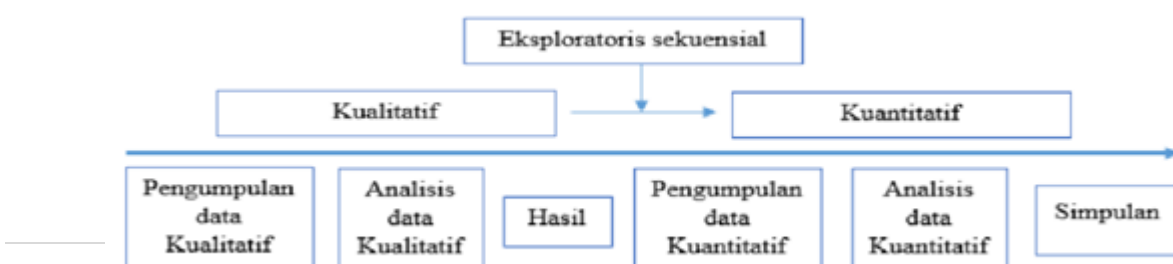 Eksploratoris sekuensial
Kualitatif
Kuantitatif
Pengumpulan
data
Kualitatif
Analisis
data
Kualitatif
Hasil
Pengumpulan
data
Kuantitatif
Analisis
data
Kuantitatif
Simpulan